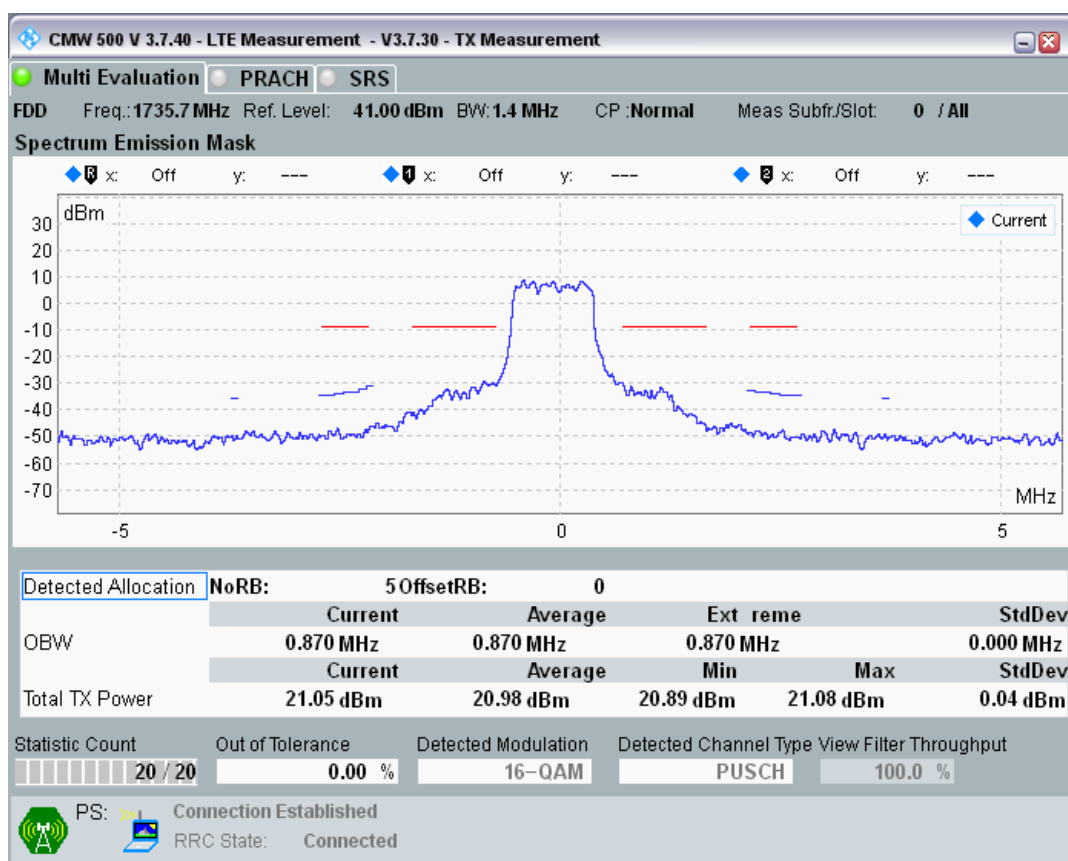 CMW 500 V 3.7.40 - LTE Measurement - V3.7.30 - TX Measurement
Multi Evaluation PRACH SRS
FDD Freq.: 1735.7 MHz Ref. Level: 41.00 dBm BW: 1.4 MHz CP : Normal Meas Subfr./Slot: 0 / All
Spectrum Emission Mask
R x: Off y: --- 1 x: Off y: --- 2 x: Off y: ---
dBm
Current
30
20
10
0
-10
-20
-30
-40
-50
-60
-70
MHz
-5 0 5
Detected Allocation NoRB: 5 OffsetRB: 0
Current Average Ext reme StdDev
OBW 0.870 MHz 0.870 MHz 0.870 MHz 0.000 MHz
Current Average Min Max StdDev
Total TX Power 21.05 dBm 20.98 dBm 20.89 dBm 21.08 dBm 0.04 dBm
Statistic Count Out of Tolerance Detected Modulation Detected Channel Type View Filter Throughput
20 / 20 0.00 % 16-QAM PUSCH 100.0 %
PS: Connection Established
RRC State: Connected